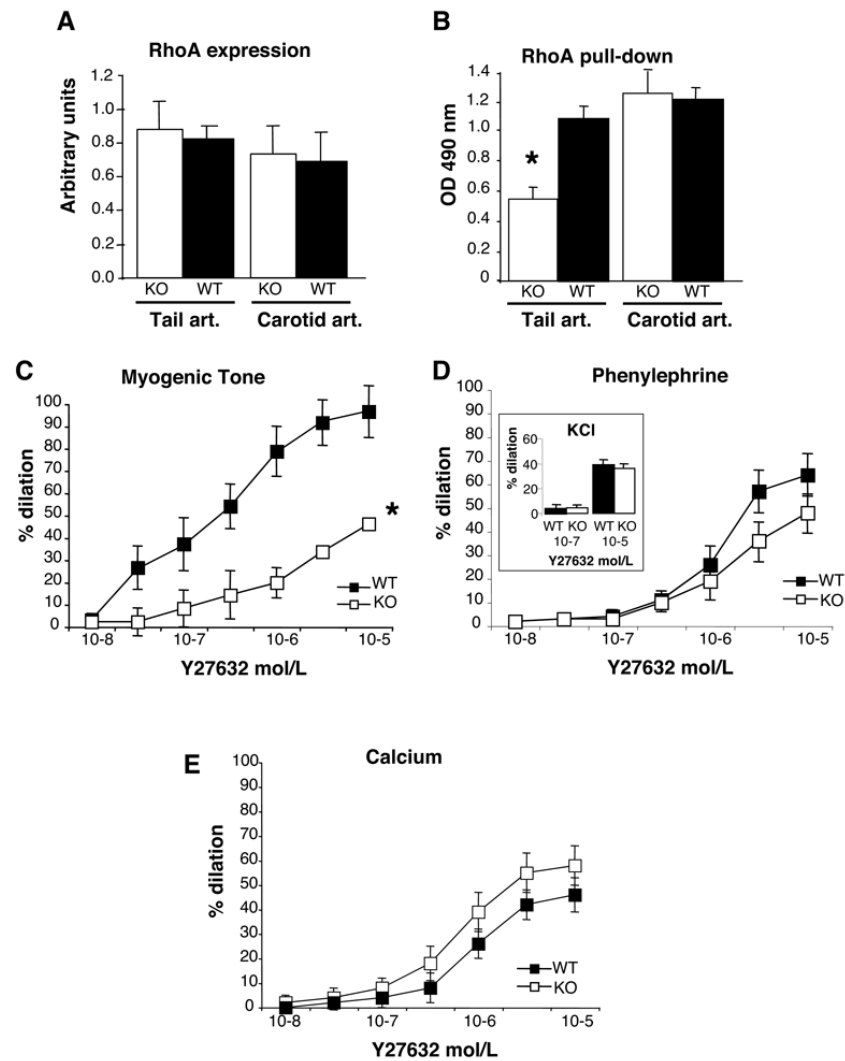 A
RhoA expression
Arbitrary units
1.2
1.0
0.8
0.6
0.4
0.2
0.0
KO WT KO WT
Tail art. Carotid art.
B
RhoA pull-down
OD 490 nm
1.4
1.2
1.0
0.8
0.6
0.4
0.2
0
*
KO WT KO WT
Tail art. Carotid art.
C
Myogenic Tone
% dilation
100
90
80
70
60
50
40
30
20
10
0
*
WT
KO
10-8 10-7 10-6 10-5
Y27632 mol/L
D
Phenylephrine
% dilation
100
90
80
70
60
50
40
30
20
10
0
KCl
% dilation
60
40
20
0
WT KO WT KO
10-7 10-5
Y27632 mol/L
WT
KO
10-8 10-7 10-6 10-5
Y27632 mol/L
E
Calcium
% dilation
100
90
80
70
60
50
40
30
20
10
0
WT
KO
10-8 10-7 10-6 10-5
Y27632 mol/L